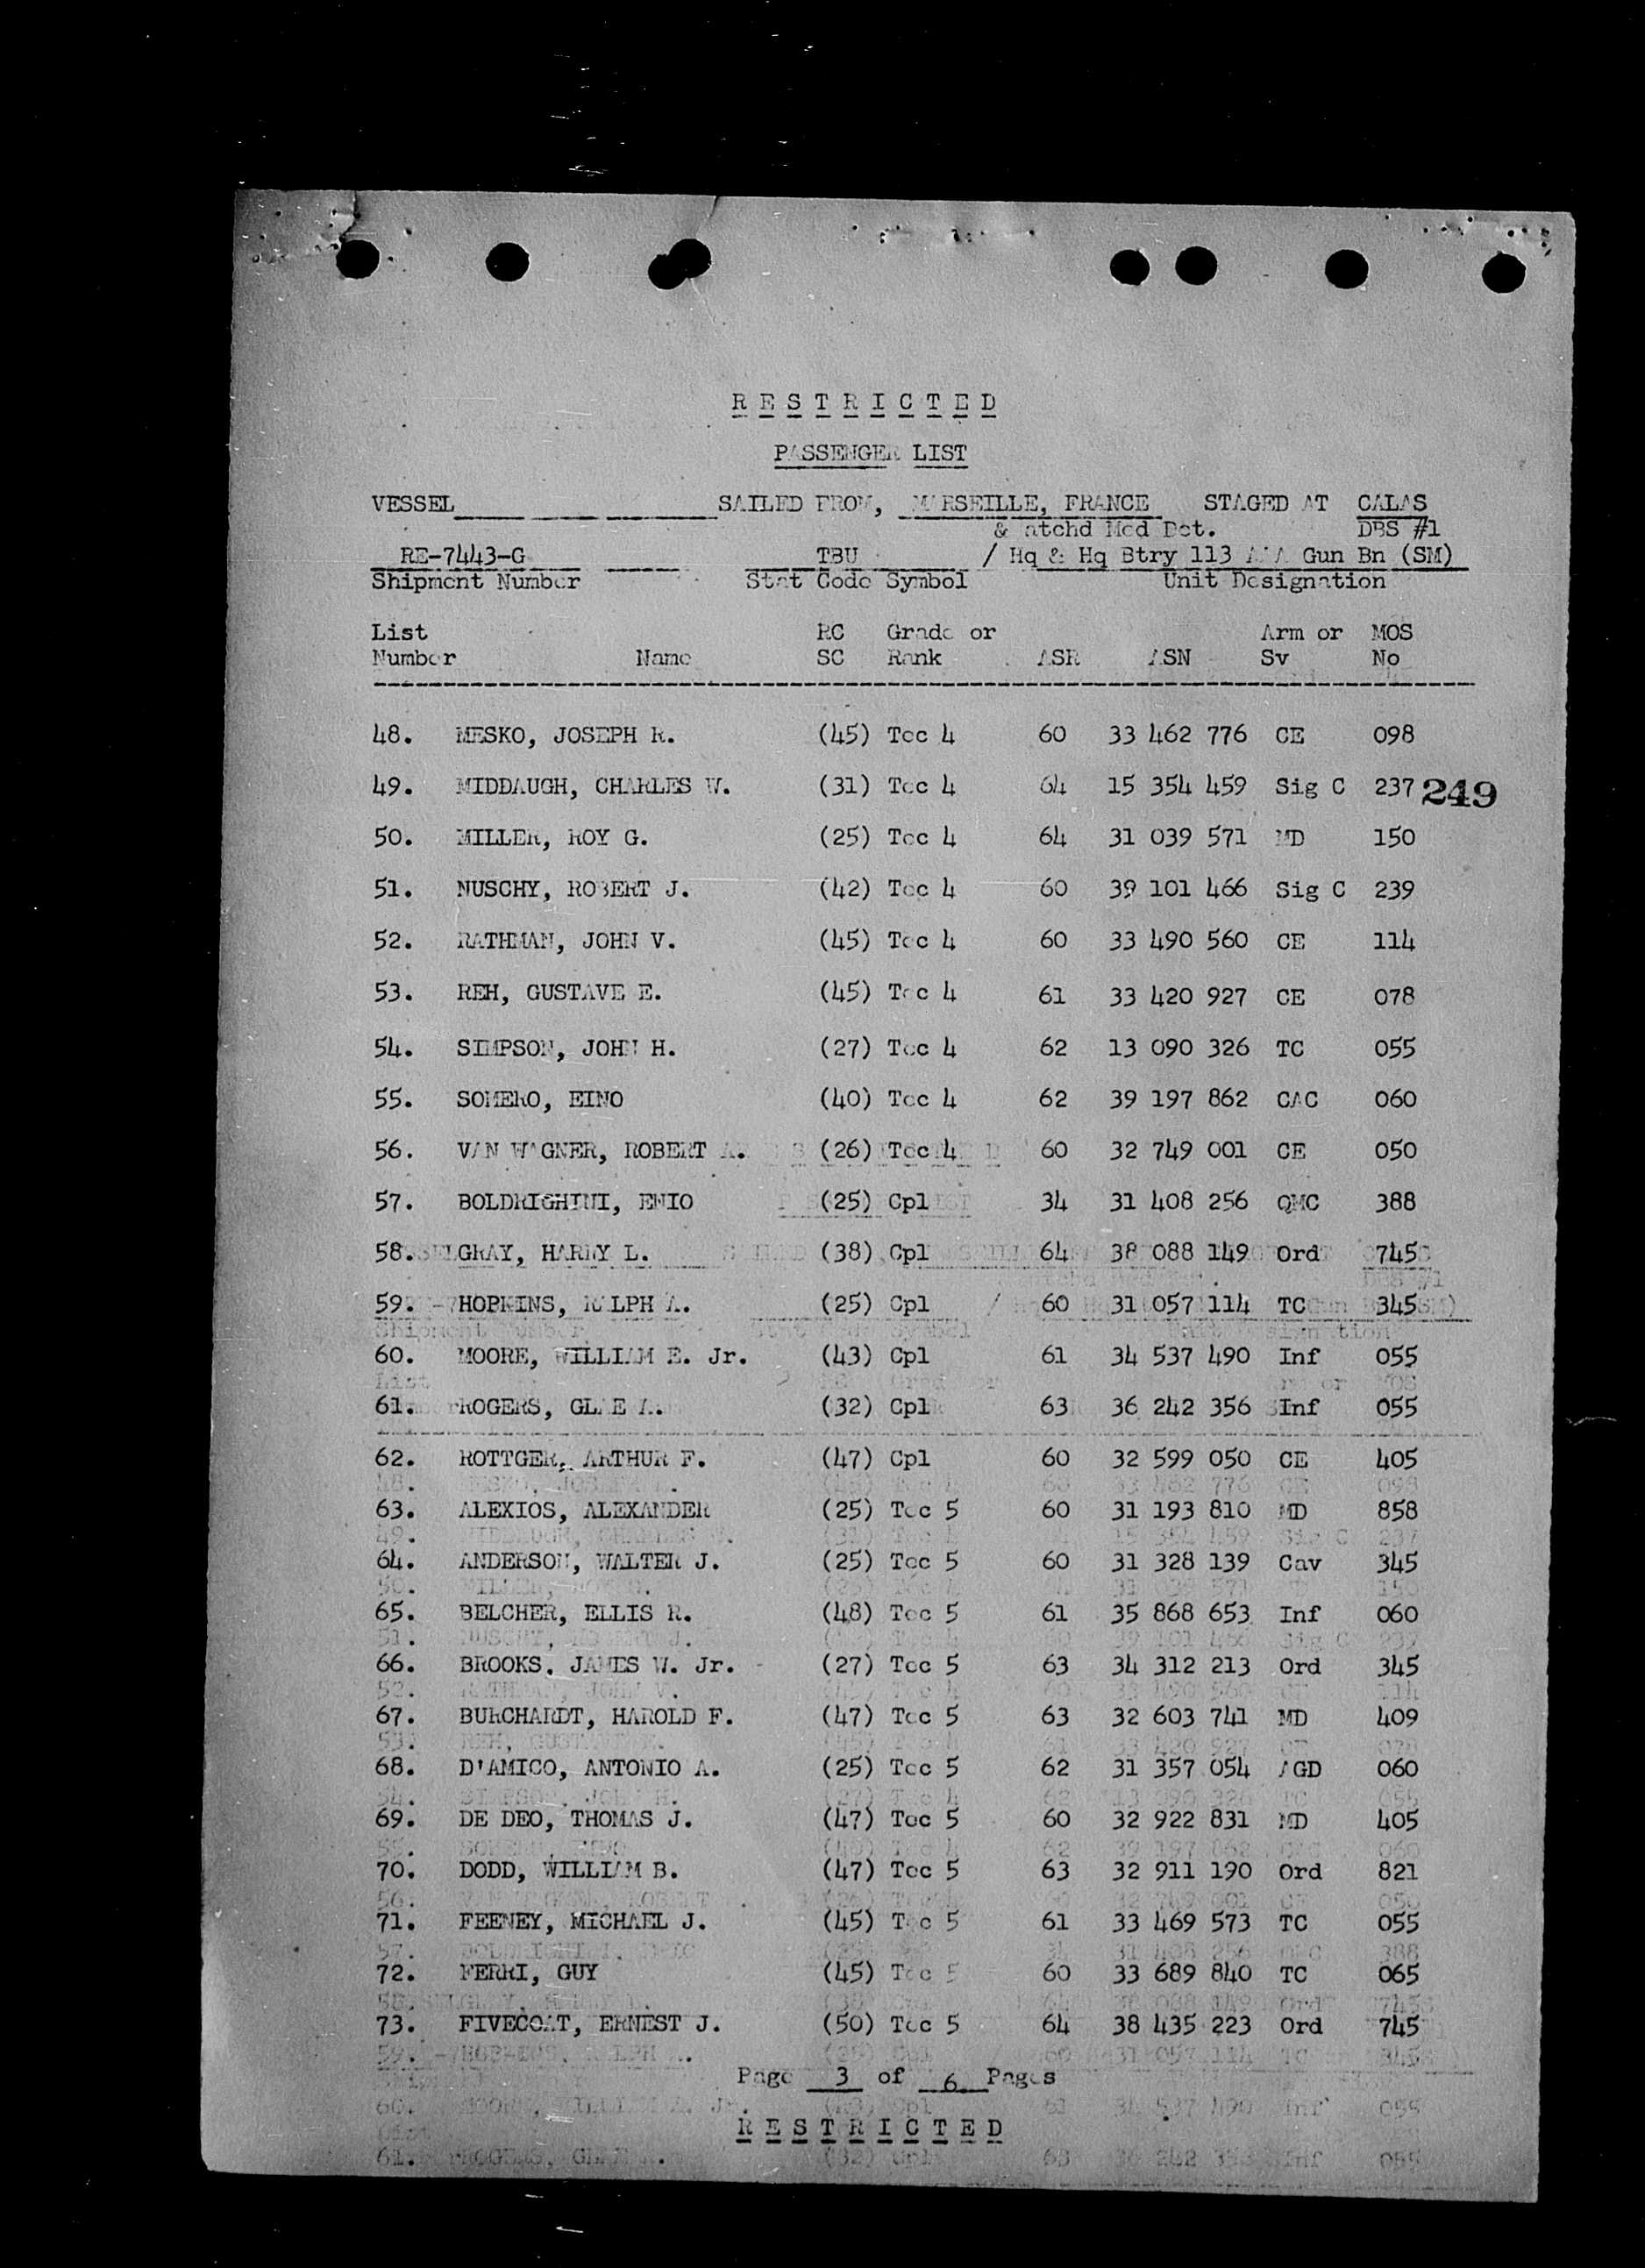 RESTRICTED
PASSENGER LIST
VESSEL SAILED FROM, MARSEILLE, FRANCE STAGED AT CALAS
& atchd Med Det. DBS #1
RE-7443-G TBU / Hq & Hq Btry 113 AAA Gun Bn (SM)
Shipment Number Stat Code Symbol Unit Designation
List RC Grade or Arm or MOS
Number Name SC Rank ASR ASN Sv No
48. MESKO, JOSEPH R. (45) Tec 4 60 33 462 776 CE 098
49. MIDDAUGH, CHARLES W. (31) Tec 4 64 15 354 459 Sig C 237 249
50. MILLER, ROY G. (25) Tec 4 64 31 039 571 MD 150
51. NUSCHY, ROBERT J. (42) Tec 4 60 39 101 466 Sig C 239
52. RATHMAN, JOHN V. (45) Tec 4 60 33 490 560 CE 114
53. REH, GUSTAVE E. (45) Tec 4 61 33 420 927 CE 078
54. SIMPSON, JOHN H. (27) Tec 4 62 13 090 326 TC 055
55. SOMERO, EINO (40) Tec 4 62 39 197 862 CAC 060
56. VAN WAGNER, ROBERT A. (26) Tec 4 60 32 749 001 CE 050
57. BOLDRIGHINI, ENIO (25) Cpl 34 31 408 256 QMC 388
58. GRAY, HARRY L. (38) Cpl 64 38 088 149 Ord 745
59. HOPKINS, RALPH A. (25) Cpl 60 31 057 114 TC 345
60. MOORE, WILLIAM E. Jr. (43) Cpl 61 34 537 490 Inf 055
61. ROGERS, A. (32) Cpl 63 36 242 356 Inf 055
62. ROTTGER, ARTHUR F. (47) Cpl 60 32 599 050 CE 405
63. ALEXIOS, ALEXANDER (25) Tec 5 60 31 193 810 MD 858
64. ANDERSON, WALTER J. (25) Tec 5 60 31 328 139 Cav 345
65. BELCHER, ELLIS R. (48) Tec 5 61 35 868 653 Inf 060
66. BROOKS. JAMES W. Jr. (27) Tec 5 63 34 312 213 Ord 345
67. BURCHARDT, HAROLD F. (47) Tec 5 63 32 603 741 MD 409
68. D'AMICO, ANTONIO A. (25) Tec 5 62 31 357 054 AGD 060
69. DE DEO, THOMAS J. (47) Tec 5 60 32 922 831 MD 405
70. DODD, WILLIAM B. (47) Tec 5 63 32 911 190 Ord 821
71. FEENEY, MICHAEL J. (45) Tec 5 61 33 469 573 TC 055
72. FERRI, GUY (45) Tec 5 60 33 689 840 TC 065
73. FIVECOAT, ERNEST J. (50) Tec 5 64 38 435 223 Ord 745
Page 3 of 6 Pages
RESTRICTED